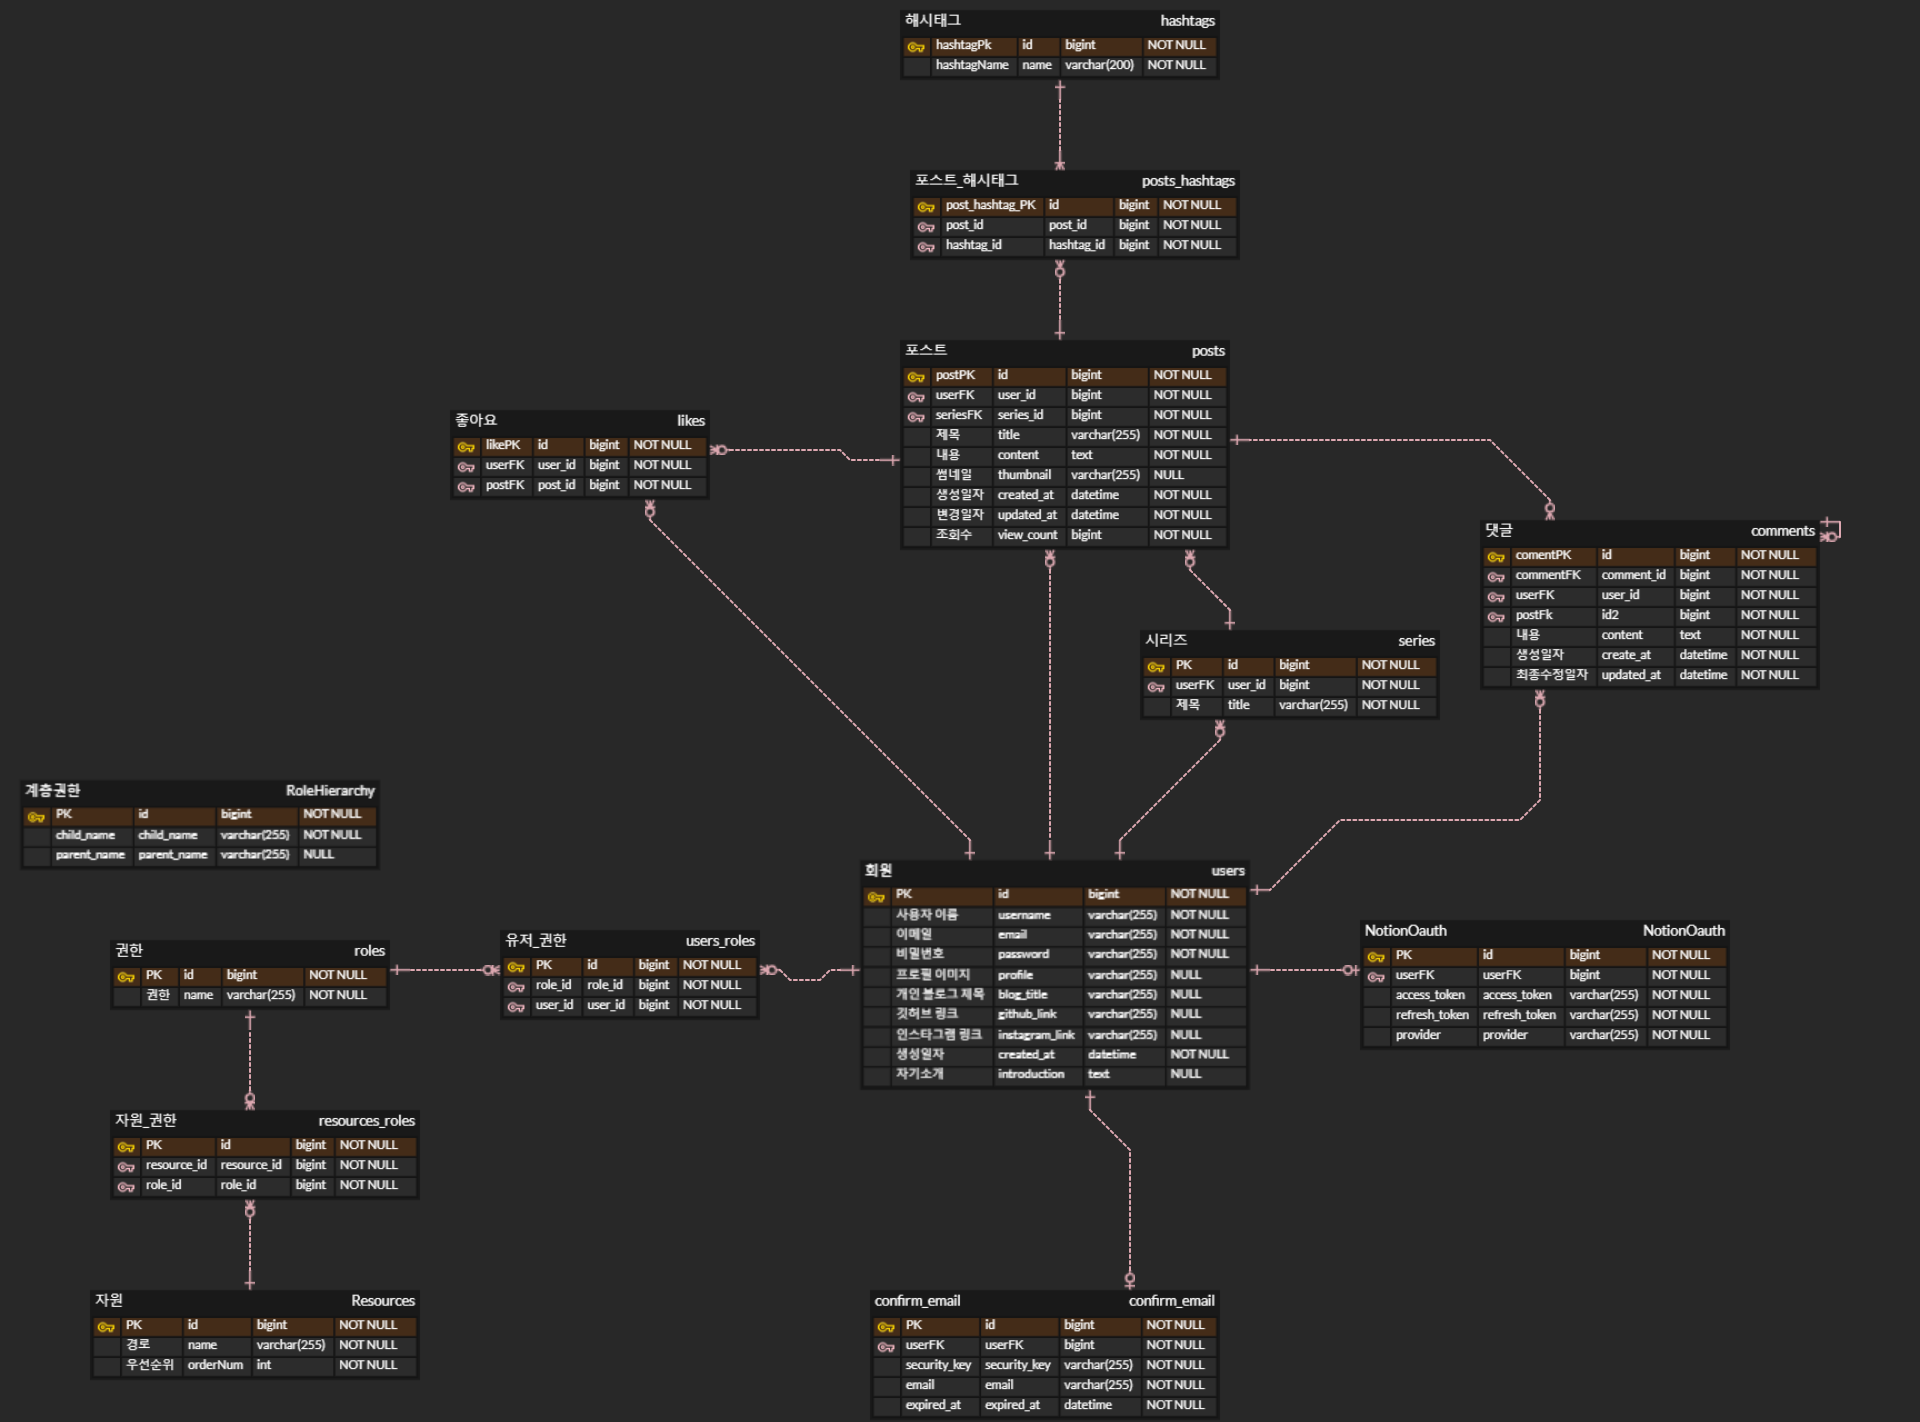 해시태그 hashtags
hashtagPk id bigint NOT NULL
hashtagName name varchar(200) NOT NULL
포스트_해시태그 posts_hashtags
post_hashtag_PK id bigint NOT NULL
post_id post_id bigint NOT NULL
hashtag_id hashtag_id bigint NOT NULL
포스트 posts
postPK id bigint NOT NULL
userFK user_id bigint NOT NULL
seriesFK series_id bigint NOT NULL
제목 title varchar(255) NOT NULL
내용 content text NOT NULL
썸네일 thumbnail varchar(255) NULL
생성일자 created_at datetime NOT NULL
변경일자 updated_at datetime NOT NULL
조회수 view_count bigint NOT NULL
좋아요 likes
likePK id bigint NOT NULL
userFK user_id bigint NOT NULL
postFK post_id bigint NOT NULL
댓글 comments
comentPK id bigint NOT NULL
commentFK comment_id bigint NOT NULL
userFK user_id bigint NOT NULL
postFk id2 bigint NOT NULL
내용 content text NOT NULL
생성일자 create_at datetime NOT NULL
최종수정일자 updated_at datetime NOT NULL
시리즈 series
PK id bigint NOT NULL
userFK user_id bigint NOT NULL
제목 title varchar(255) NOT NULL
계층권한 RoleHierarchy
PK id bigint NOT NULL
child_name child_name varchar(255) NOT NULL
parent_name parent_name varchar(255) NULL
회원 users
PK id bigint NOT NULL
사용자 이름 username varchar(255) NOT NULL
이메일 email varchar(255) NOT NULL
비밀번호 password varchar(255) NOT NULL
프로필 이미지 profile varchar(255) NULL
개인 블로그 제목 blog_title varchar(255) NULL
깃허브 링크 github_link varchar(255) NULL
인스타그램 링크 instagram_link varchar(255) NULL
생성일자 created_at datetime NOT NULL
자기소개 introduction text NULL
권한 roles
PK id bigint NOT NULL
권한 name varchar(255) NOT NULL
유저_권한 users_roles
PK id bigint NOT NULL
role_id role_id bigint NOT NULL
user_id user_id bigint NOT NULL
NotionOauth NotionOauth
PK id bigint NOT NULL
userFK userFK bigint NOT NULL
access_token access_token varchar(255) NOT NULL
refresh_token refresh_token varchar(255) NOT NULL
provider provider varchar(255) NOT NULL
자원_권한 resources_roles
PK id bigint NOT NULL
resource_id resource_id bigint NOT NULL
role_id role_id bigint NOT NULL
자원 Resources
PK id bigint NOT NULL
경로 name varchar(255) NOT NULL
우선순위 orderNum int NOT NULL
confirm_email confirm_email
PK id bigint NOT NULL
userFK userFK bigint NOT NULL
security_key security_key varchar(255) NOT NULL
email email varchar(255) NOT NULL
expired_at expired_at datetime NOT NULL